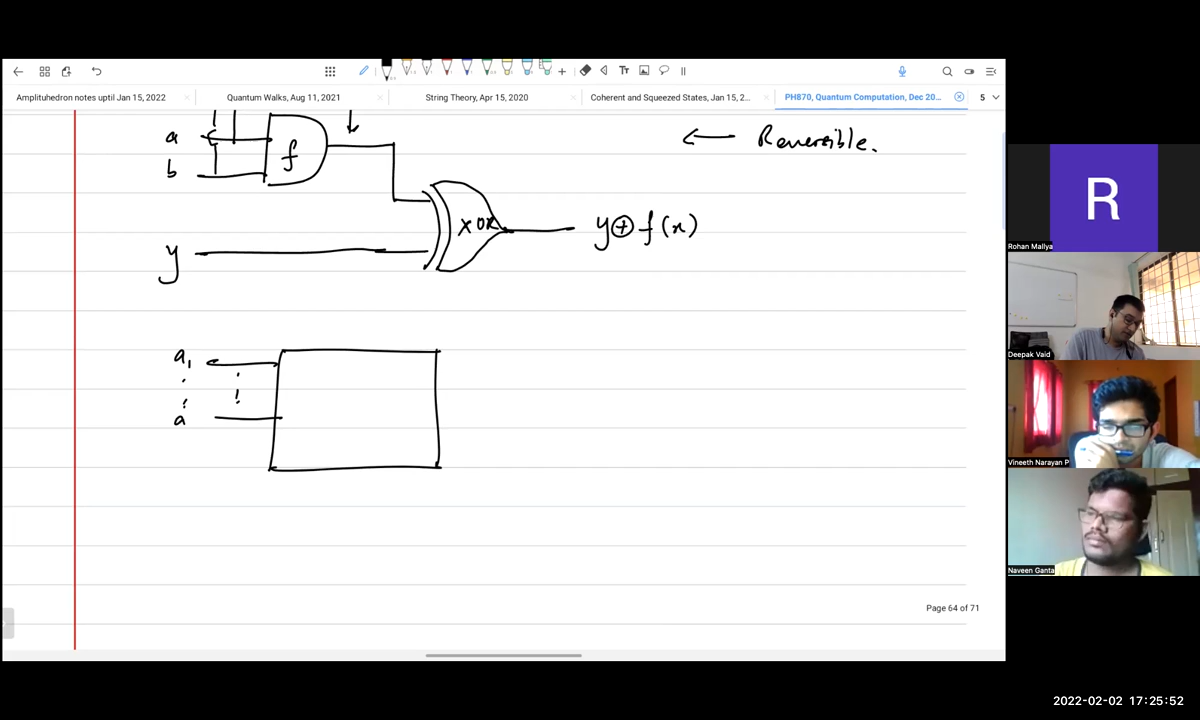 Amplituhedron notes uptil Jan 15, 2022
Quantum Walks, Aug 11, 2021
String Theory, Apr 15, 2020
Coherent and Squeezed States, Jan 15, 2...
PH870, Quantum Computation, Dec 20...
5
a
f
b
← Reversible.
XOR
y ⊕ f(x)
y
a₁
a
Page 64 of 71
R
Rohan Mallya
Deepak Vaid
Vineeth Narayan P
Naveen Ganta
2022-02-02 17:25:52